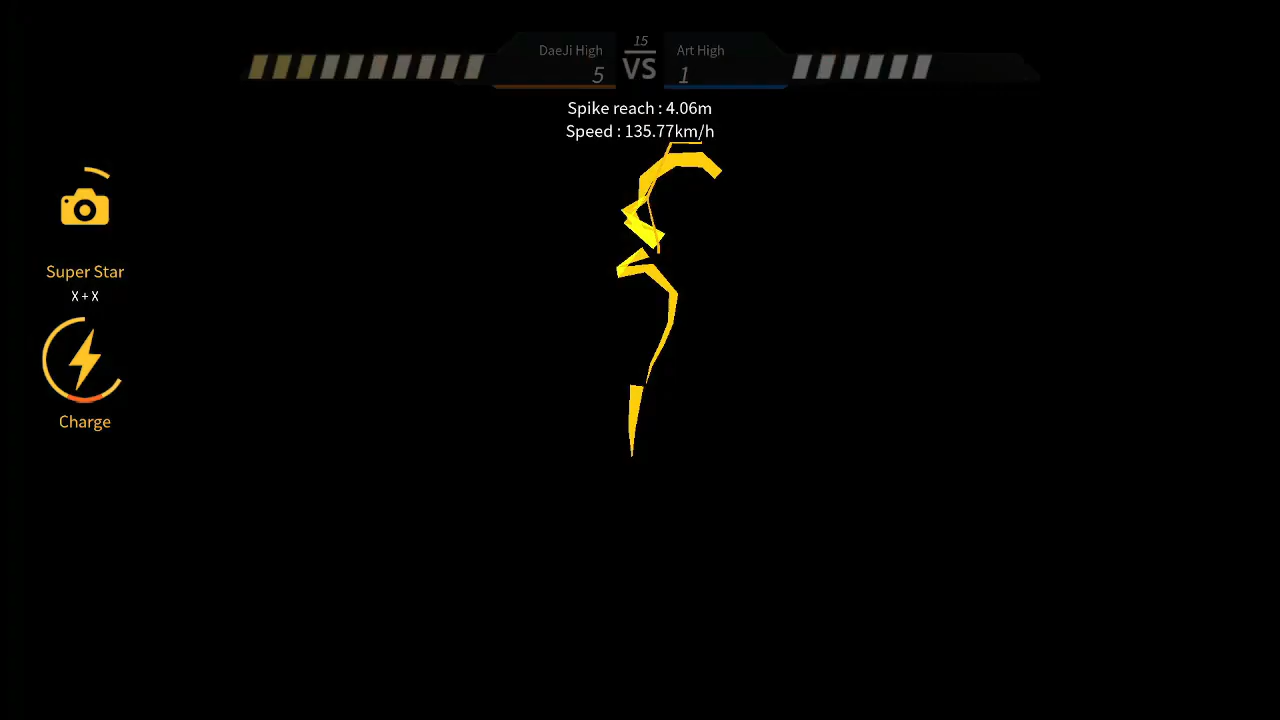 15
DaeJi High
VS
Art High
5
1
Spike reach : 4.06m
Speed : 135.77km/h
Super Star
X + X
Charge